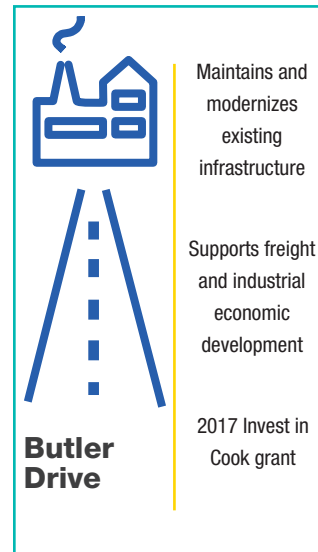 Maintains and
modernizes
existing
infrastructure
Supports freight
and industrial
economic
development
2017 Invest in
Cook grant
Butler
Drive